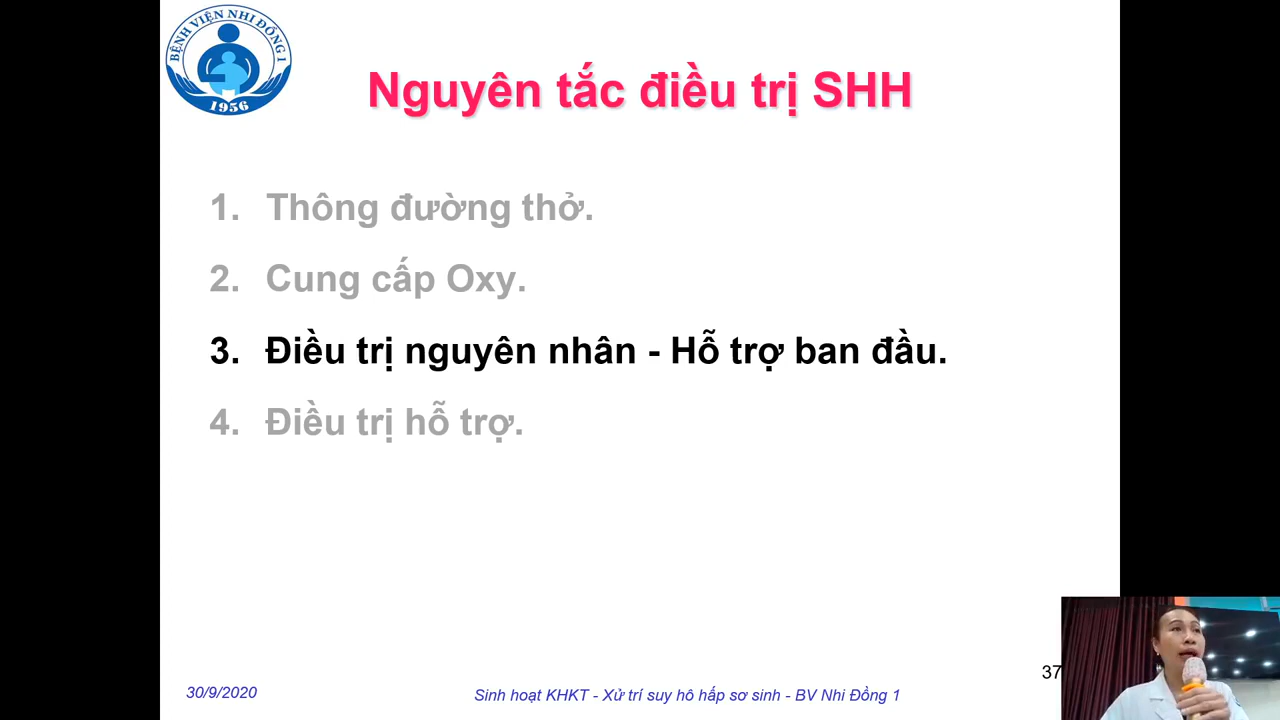 BỆNH VIỆN NHI ĐỒNG 1
1956
Nguyên tắc điều trị SHH
1. Thông đường thở.
2. Cung cấp Oxy.
3. Điều trị nguyên nhân - Hỗ trợ ban đầu.
4. Điều trị hỗ trợ.
30/9/2020
Sinh hoạt KHKT - Xử trí suy hô hấp sơ sinh - BV Nhi Đồng 1
37